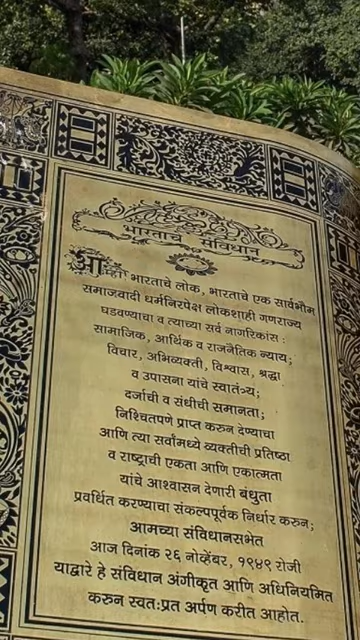 भारताचे संविधान
आम्ही भारताचे लोक, भारताचे एक सार्वभौम
समाजवादी धर्मनिरपेक्ष लोकशाही गणराज्य
घडवण्याचा व त्याच्या सर्व नागरिकांस :
सामाजिक, आर्थिक व राजनैतिक न्याय;
विचार, अभिव्यक्ती, विश्वास, श्रद्धा
व उपासना यांचे स्वातंत्र्य;
दर्जाची व संधीची समानता;
निश्चितपणे प्राप्त करुन देण्याचा
आणि त्या सर्वांमध्ये व्यक्तीची प्रतिष्ठा
व राष्ट्राची एकता आणि एकात्मता
यांचे आश्वासन देणारी बंधुता
प्रवर्धित करण्याचा संकल्पपूर्वक निर्धार करुन;
आमच्या संविधानसभेत
आज दिनांक २६ नोव्हेंबर, १९४९ रोजी
याद्वारे हे संविधान अंगीकृत आणि अधिनियमित
करुन स्वतःप्रत अर्पण करीत आहोत.